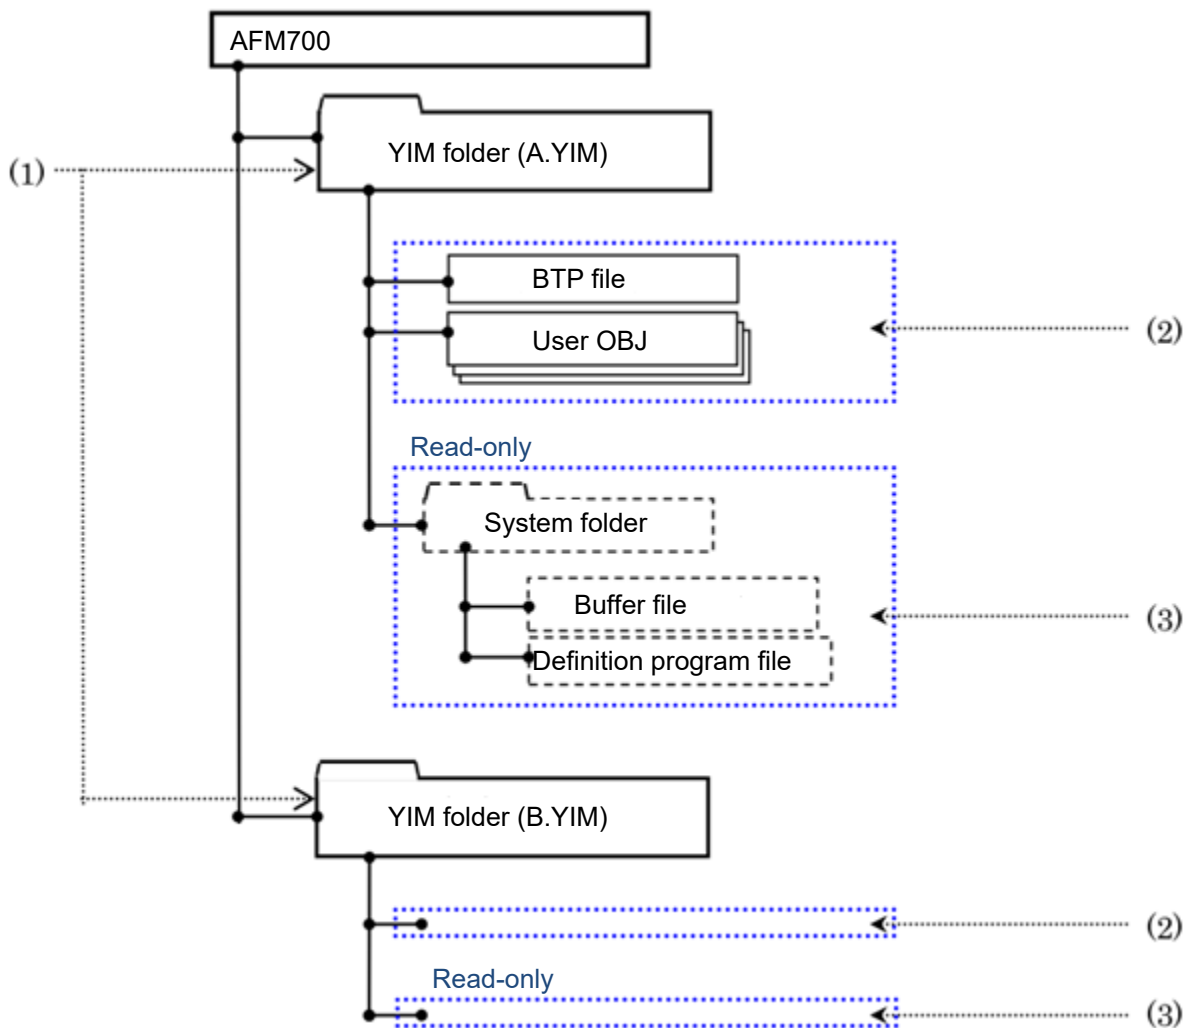 AFM700
YIM folder (A.YIM)
(1)
BTP file
User OBJ
(2)
Read-only
System folder
Buffer file
(3)
Definition program file
YIM folder (B.YIM)
(2)
Read-only
(3)